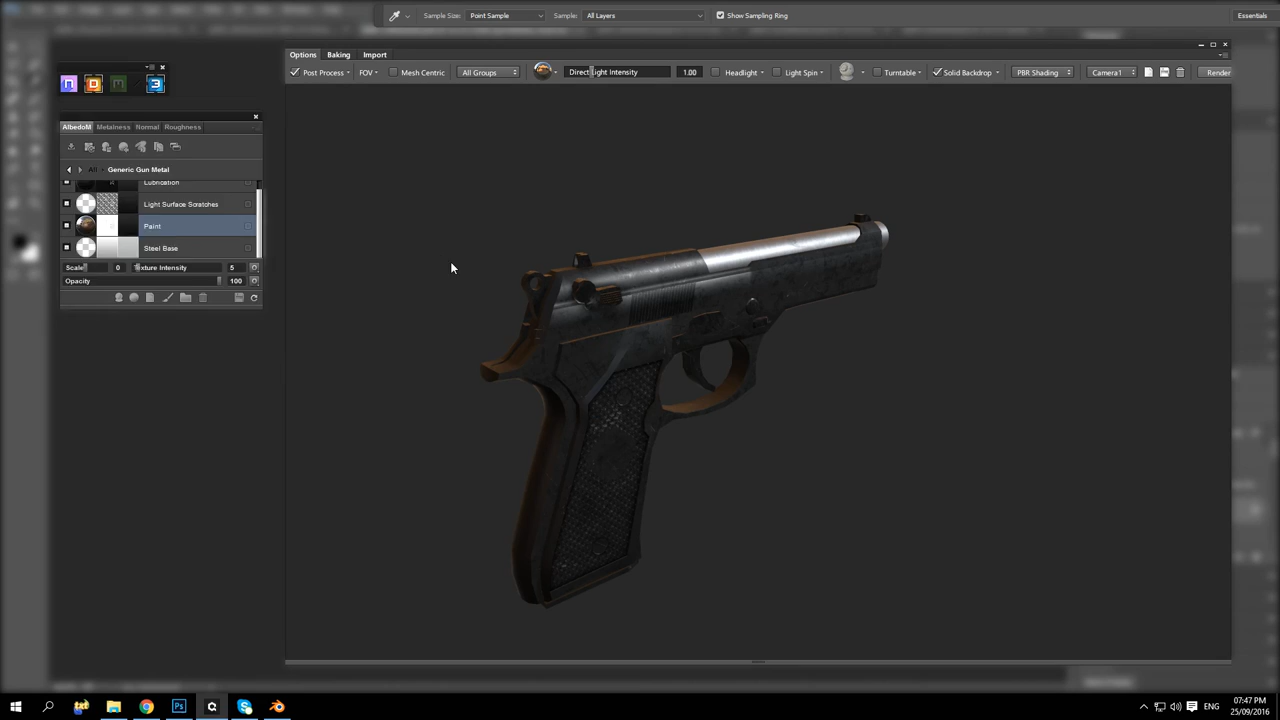 Sample Size: Point Sample Sample: All Layers Show Sampling Ring Essentials
Options Baking Import
Post Process FOV Mesh Centric All Groups Direct Light Intensity 1.00 Headlight Light Spin Turntable Solid Backdrop PBR Shading Camera1 Render
AlbedoM Metalness Normal Roughness
All Generic Gun Metal
Lubrication
Light Surface Scratches
Paint
Steel Base
Scale 0 Texture Intensity 5
Opacity 100
ENG
07:47 PM
25/09/2016